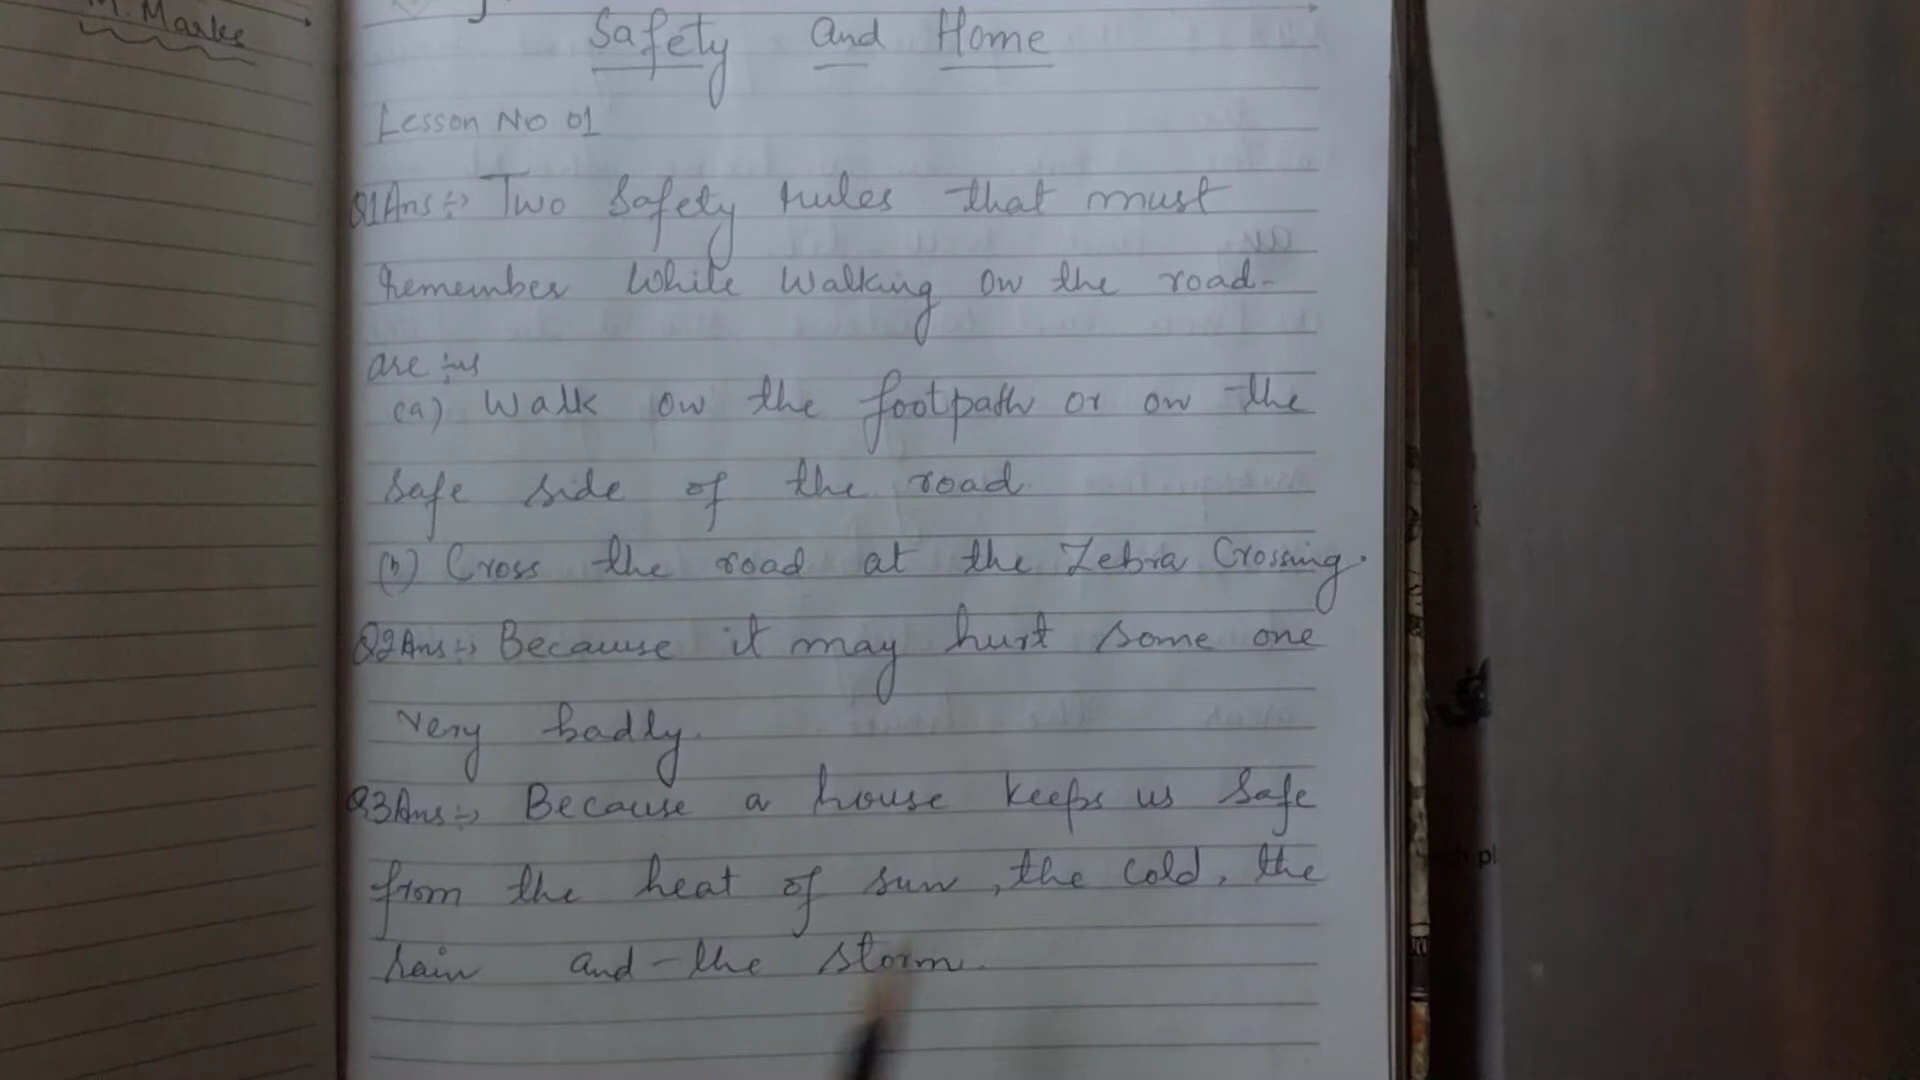 M. Marks
Safety and Home
Lesson No 01
Q1Ans :-> Two Safety rules that must
we
remember while walking on the road-
are :-
(a) Walk on the footpath or on the
safe side of the road.
(b) Cross the road at the Zebra Crossing.
Q2Ans :-> Because it may hurt some one
very badly.
Q3Ans :-> Because a house keeps us safe
from the heat of sun, the cold, the
rain and the storm.